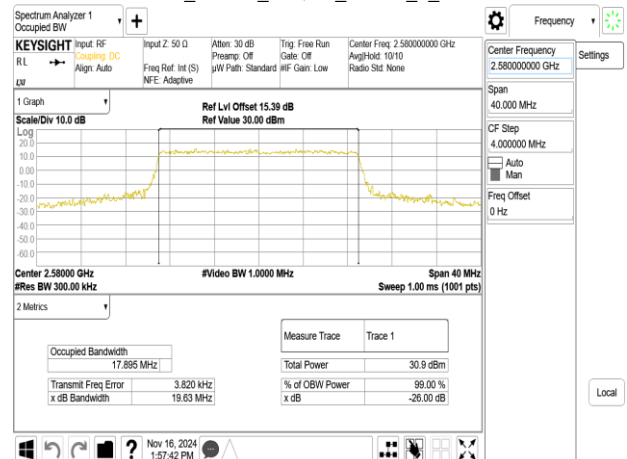 Spectrum Analyzer 1
Occupied BW
Frequency
KEYSIGHT
RL
LXI
Input: RF
Coupling: DC
Align: Auto
Input Z: 50 Ω
Freq Ref: Int (S)
NFE: Adaptive
Atten: 30 dB
Preamp: Off
µW Path: Standard
Trig: Free Run
Gate: Off
#IF Gain: Low
Center Freq: 2.580000000 GHz
Avg|Hold: 10/10
Radio Std: None
Center Frequency
2.580000000 GHz
Settings
Span
40.000 MHz
CF Step
4.000000 MHz
Auto
Man
Freq Offset
0 Hz
Local
1 Graph
Scale/Div 10.0 dB
Ref Lvl Offset 15.39 dB
Ref Value 30.00 dBm
Log
20.0
10.0
0.00
-10.0
-20.0
-30.0
-40.0
-50.0
-60.0
Center 2.58000 GHz
#Video BW 1.0000 MHz
Span 40 MHz
#Res BW 300.00 kHz
Sweep 1.00 ms (1001 pts)
2 Metrics
Measure Trace Trace 1
Occupied Bandwidth
17.895 MHz
Total Power 30.9 dBm
Transmit Freq Error 3.820 kHz
% of OBW Power 99.00 %
x dB Bandwidth 19.63 MHz
x dB -26.00 dB
?
Nov 16, 2024
1:57:42 PM